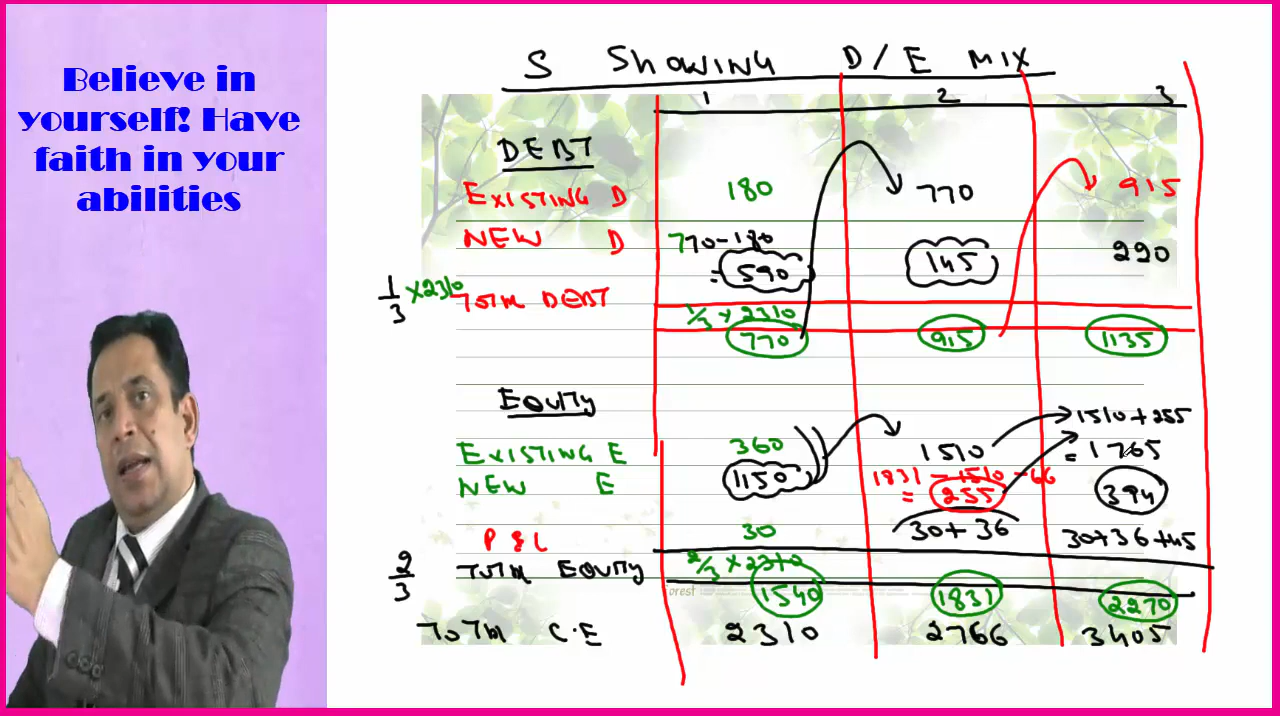 Believe in
yourself! Have
faith in your
abilities
S SHOWING D/E MIX
1 2 3
DEBT
EXISTING D 180 770 915
NEW D 770-180 145 220
= 590
1/3 ×2310 TOTAL DEBT
1/3 × 2310
770 915 1135
EQUITY
1510+255
EXISTING E 360 1510 = 1765
NEW E 1150 1831 - 1510 - 66 394
= 255
P & L 30 30+36 30+36+45
2/3 TOTAL EQUITY 2/3 × 2310
1540 1831 2270
TOTAL C.E 2310 2766 3405